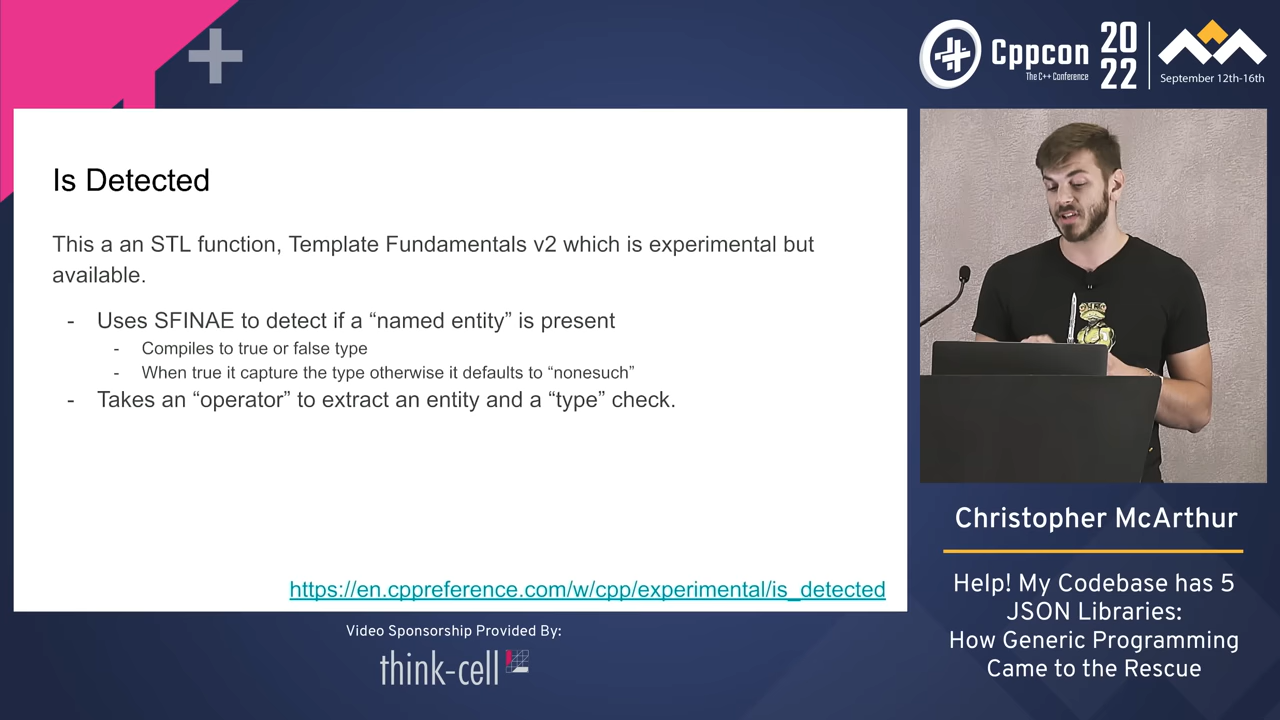 Cppcon
The C++ Conference
20
22
September 12th-16th
Is Detected
This a an STL function, Template Fundamentals v2 which is experimental but
available.
- Uses SFINAE to detect if a “named entity” is present
- Compiles to true or false type
- When true it capture the type otherwise it defaults to “nonesuch”
- Takes an “operator” to extract an entity and a “type” check.
https://en.cppreference.com/w/cpp/experimental/is_detected
Video Sponsorship Provided By:
think-cell
Christopher McArthur
Help! My Codebase has 5
JSON Libraries:
How Generic Programming
Came to the Rescue